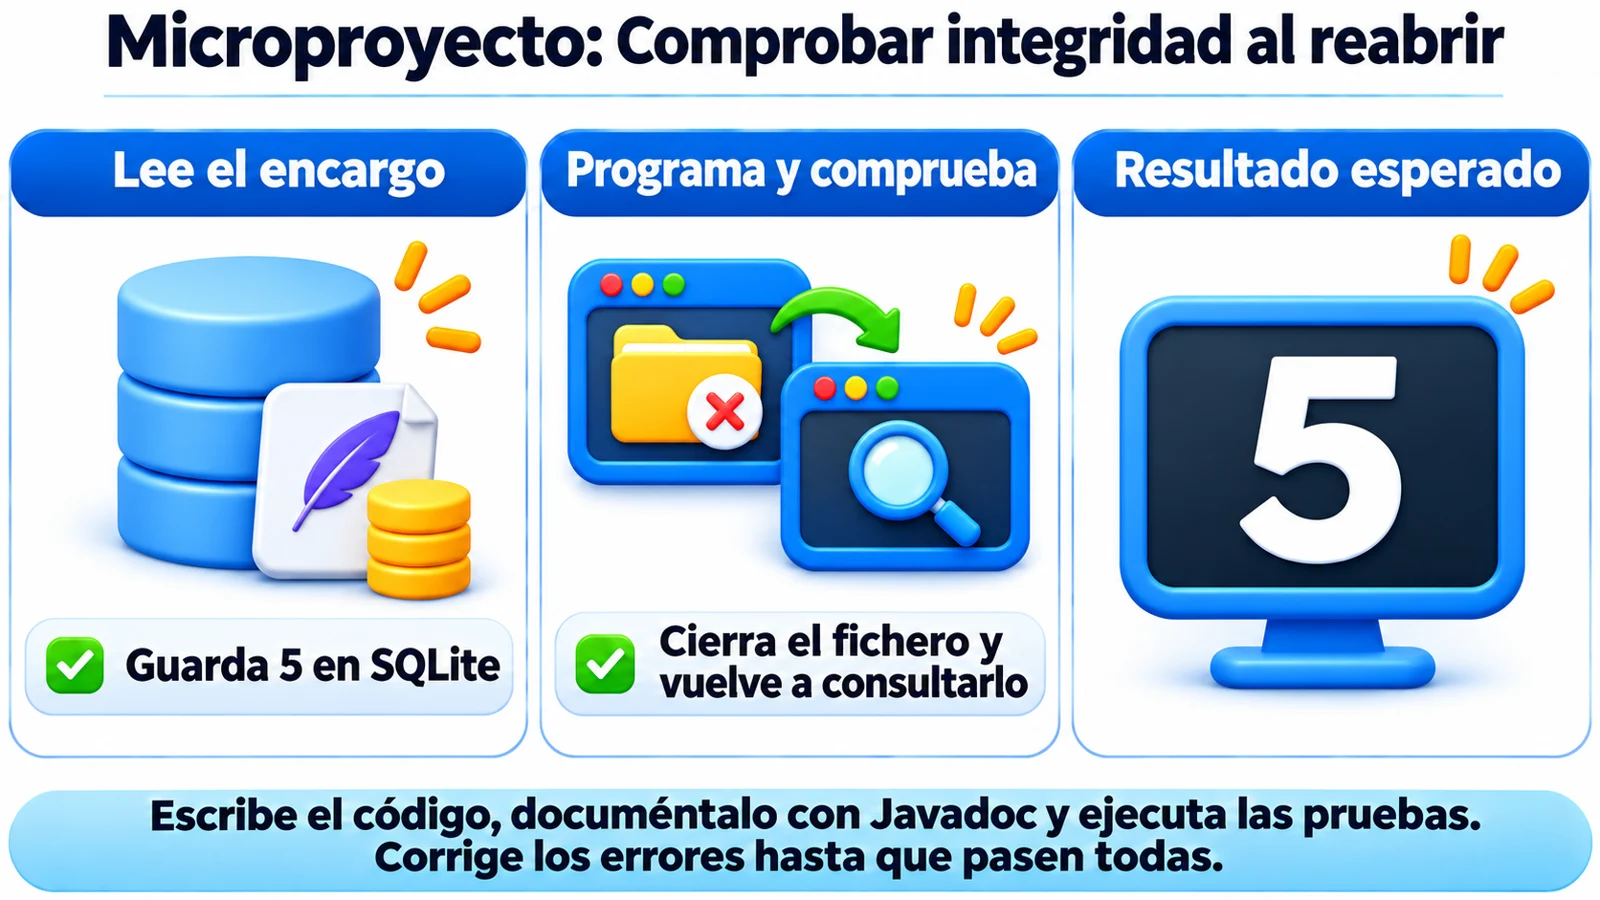 Microproyecto: Comprobar integridad al reabrir
Lee el encargo
Guarda 5 en SQLite
Programa y comprueba
Cierra el fichero y
vuelve a consultarlo
Resultado esperado
5
Escribe el código, documéntalo con Javadoc y ejecuta las pruebas.
Corrige los errores hasta que pasen todas.